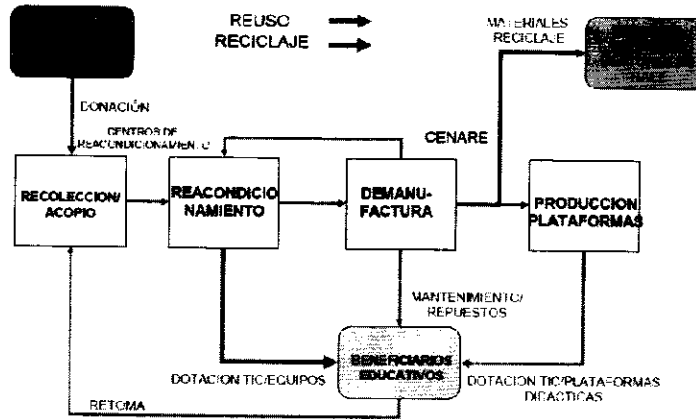 REUSO
RECICLAJE
MATERIALES
RECICLAJE
DONACIÓN
CENTROS DE
REACONDICIONAMIENTO
CENARE
RECOLECCION/
ACOPIO
REACONDICIO
NAMIENTO
DEMANU-
FACTURA
PRODUCCION
PLATAFORMAS
MANTENIMIENTO/
REPUESTOS
BENEFICIARIOS
EDUCATIVOS
DOTACION TIC/EQUIPOS
DOTACION TIC/PLATAFORMAS
DIDACTICAS
RETOMA